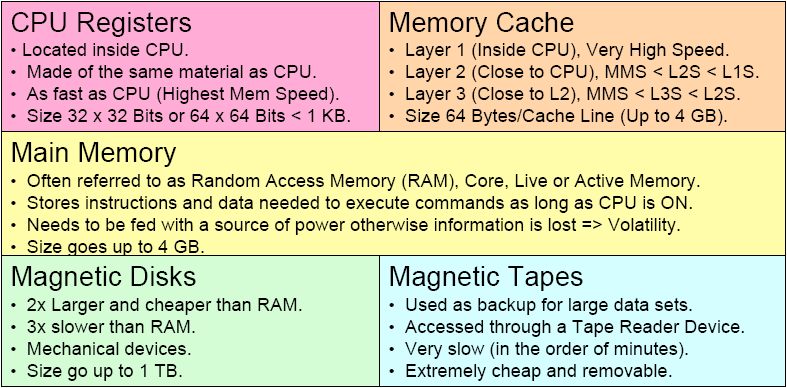 CPU Registers
• Located inside CPU.
• Made of the same material as CPU.
• As fast as CPU (Highest Mem Speed).
• Size 32 x 32 Bits or 64 x 64 Bits < 1 KB.
Memory Cache
• Layer 1 (Inside CPU), Very High Speed.
• Layer 2 (Close to CPU), MMS < L2S < L1S.
• Layer 3 (Close to L2), MMS < L3S < L2S.
• Size 64 Bytes/Cache Line (Up to 4 GB).
Main Memory
• Often referred to as Random Access Memory (RAM), Core, Live or Active Memory.
• Stores instructions and data needed to execute commands as long as CPU is ON.
• Needs to be fed with a source of power otherwise information is lost => Volatility.
• Size goes up to 4 GB.
Magnetic Disks
• 2x Larger and cheaper than RAM.
• 3x slower than RAM.
• Mechanical devices.
• Size go up to 1 TB.
Magnetic Tapes
• Used as backup for large data sets.
• Accessed through a Tape Reader Device.
• Very slow (in the order of minutes).
• Extremely cheap and removable.